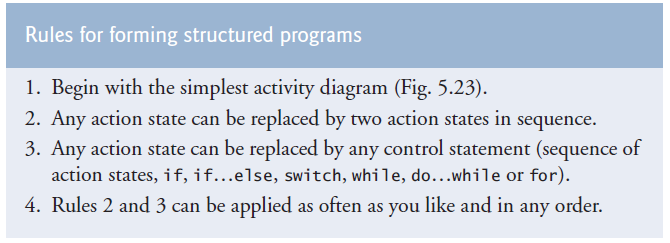 Rules for forming structured programs
1. Begin with the simplest activity diagram (Fig. 5.23).
2. Any action state can be replaced by two action states in sequence.
3. Any action state can be replaced by any control statement (sequence of
action states, if, if...else, switch, while, do...while or for).
4. Rules 2 and 3 can be applied as often as you like and in any order.